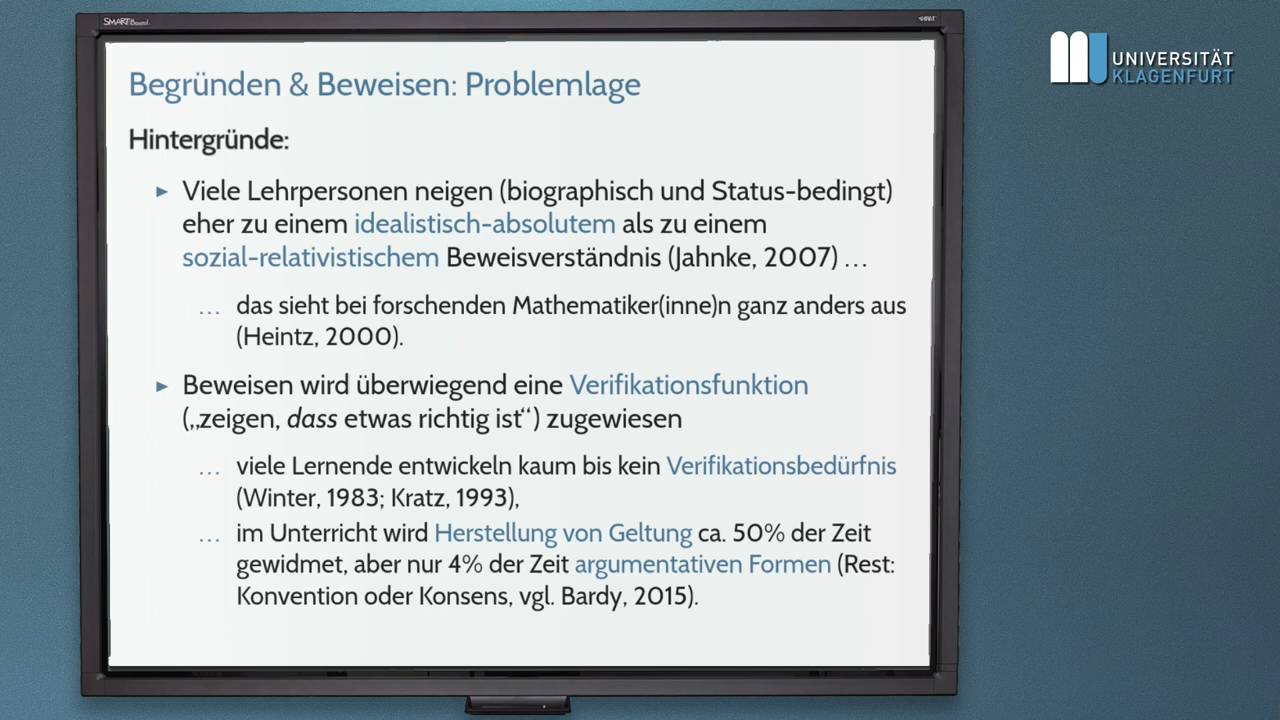 SMART Board
SMART
UNIVERSITÄT
KLAGENFURT
Begründen & Beweisen: Problemlage
Hintergründe:
▸ Viele Lehrpersonen neigen (biographisch und Status-bedingt)
eher zu einem idealistisch-absolutem als zu einem
sozial-relativistischem Beweisverständnis (Jahnke, 2007) …
… das sieht bei forschenden Mathematiker(inne)n ganz anders aus
(Heintz, 2000).
▸ Beweisen wird überwiegend eine Verifikationsfunktion
(„zeigen, dass etwas richtig ist“) zugewiesen
… viele Lernende entwickeln kaum bis kein Verifikationsbedürfnis
(Winter, 1983; Kratz, 1993),
… im Unterricht wird Herstellung von Geltung ca. 50% der Zeit
gewidmet, aber nur 4% der Zeit argumentativen Formen (Rest:
Konvention oder Konsens, vgl. Bardy, 2015).